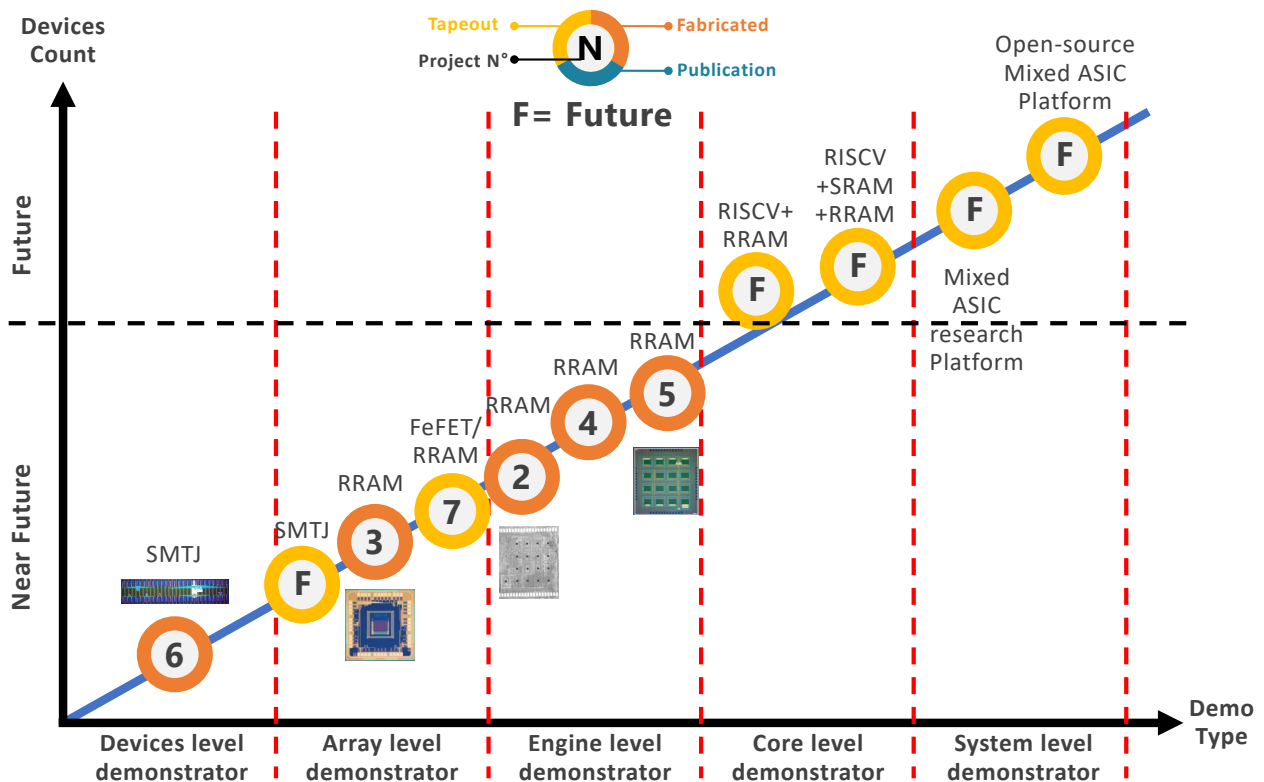 Devices
Count
Tapeout
Fabricated
N
Project N°
Publication
F= Future
Open-source
Mixed ASIC
Platform
F
RISCV
+SRAM
+RRAM
F
RISCV+
RRAM
F
F
Mixed
ASIC
research
Platform
Future
Near Future
RRAM
5
RRAM
4
RRAM
2
FeFET/
RRAM
7
RRAM
3
SMTJ
F
SMTJ
6
Demo
Type
Devices level
demonstrator
Array level
demonstrator
Engine level
demonstrator
Core level
demonstrator
System level
demonstrator